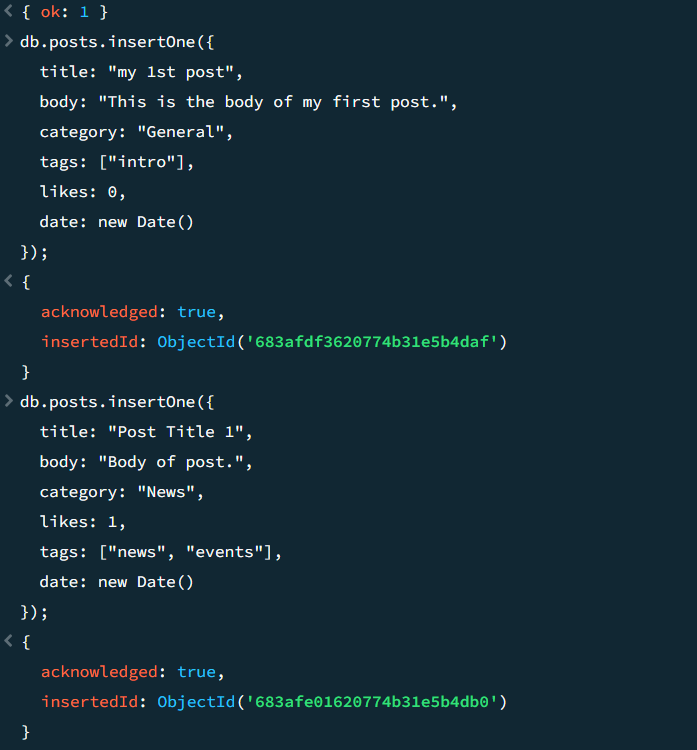 < { ok: 1 }
> db.posts.insertOne({
title: "my 1st post",
body: "This is the body of my first post.",
category: "General",
tags: ["intro"],
likes: 0,
date: new Date()
});
< {
acknowledged: true,
insertedId: ObjectId('683afdf3620774b31e5b4daf')
}
> db.posts.insertOne({
title: "Post Title 1",
body: "Body of post.",
category: "News",
likes: 1,
tags: ["news", "events"],
date: new Date()
});
< {
acknowledged: true,
insertedId: ObjectId('683afe01620774b31e5b4db0')
}